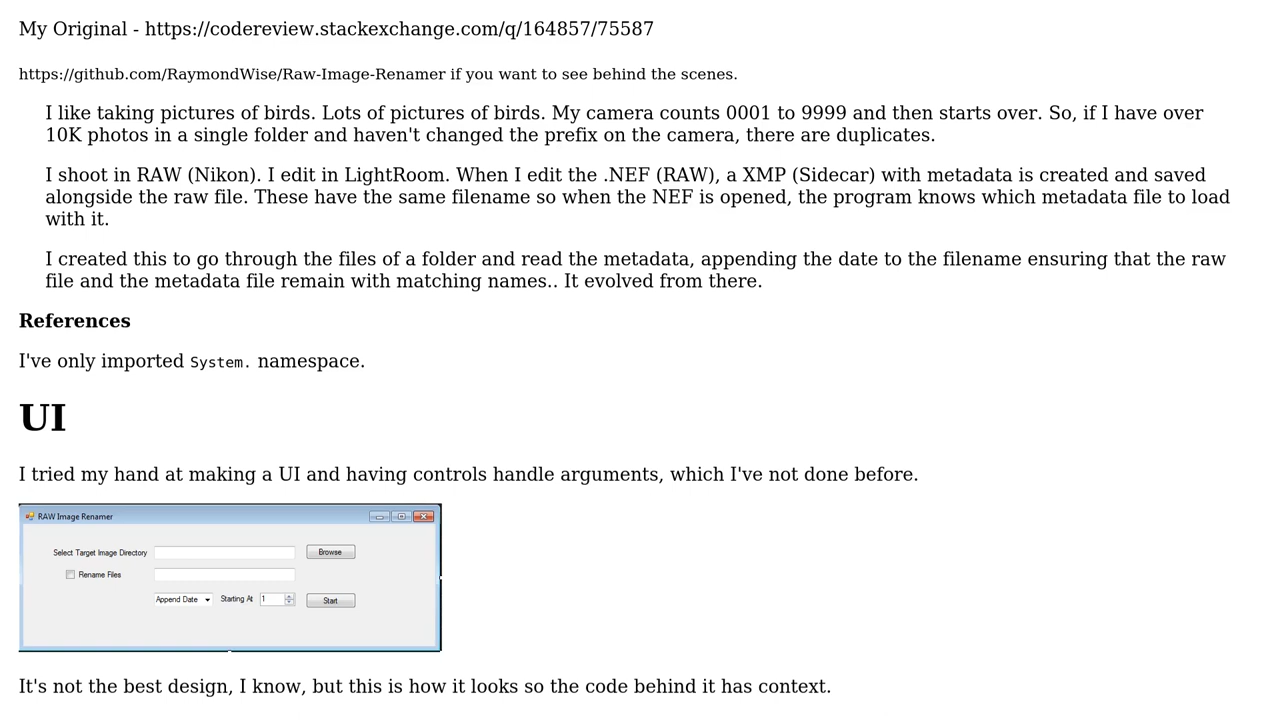 My Original - https://codereview.stackexchange.com/q/164857/75587
https://github.com/RaymondWise/Raw-Image-Renamer if you want to see behind the scenes.
I like taking pictures of birds. Lots of pictures of birds. My camera counts 0001 to 9999 and then starts over. So, if I have over
10K photos in a single folder and haven't changed the prefix on the camera, there are duplicates.
I shoot in RAW (Nikon). I edit in LightRoom. When I edit the .NEF (RAW), a XMP (Sidecar) with metadata is created and saved
alongside the raw file. These have the same filename so when the NEF is opened, the program knows which metadata file to load
with it.
I created this to go through the files of a folder and read the metadata, appending the date to the filename ensuring that the raw
file and the metadata file remain with matching names.. It evolved from there.
References
I've only imported System. namespace.
UI
I tried my hand at making a UI and having controls handle arguments, which I've not done before.
RAW Image Renamer
Select Target Image Directory Browse
Rename Files
Append Date Starting At 1 Start
It's not the best design, I know, but this is how it looks so the code behind it has context.